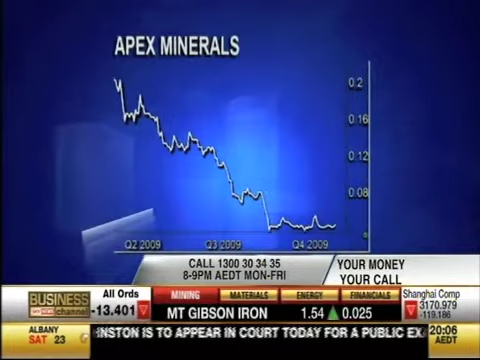 APEX MINERALS
0.2
0.16
0.12
0.08
Q2 2009
Q3 2009
Q4 2009
CALL 1300 30 34 35
8-9PM AEDT MON-FRI
YOUR MONEY
YOUR CALL
BUSINESS
channel
All Ords
-13.401
MINING
MATERIALS
ENERGY
FINANCIALS
MT GIBSON IRON
1.54
0.025
Shanghai Comp
3170.979
-119.186
ALBANY
SAT 23
INSTON IS TO APPEAR IN COURT TODAY FOR A PUBLIC EX
20:06
AEDT